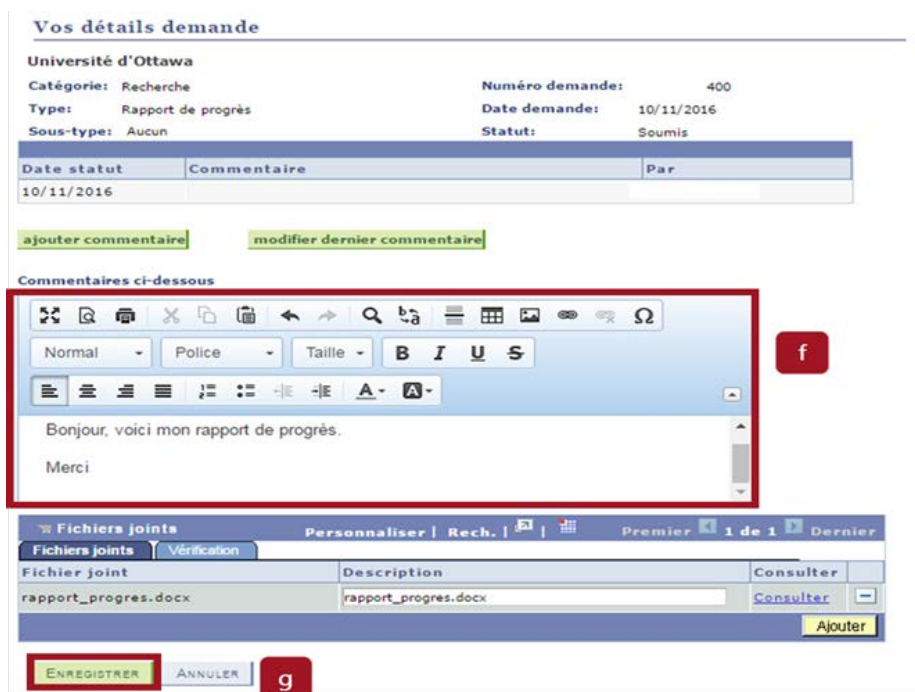 Vos détails demande
Université d'Ottawa
Catégorie: Recherche Numéro demande: 400
Type: Rapport de progrès Date demande: 10/11/2016
Sous-type: Aucun Statut: Soumis
Date statut Commentaire Par
10/11/2016
ajouter commentaire modifier dernier commentaire
Commentaires ci-dessous
Normal Police Taille B I U S
f
Bonjour, voici mon rapport de progrès.
Merci
Fichiers joints Personnaliser | Rech. | | Premier 1 de 1 Dernier
Fichiers joints Vérification
Fichier joint Description Consulter
rapport_progres.docx rapport_progres.docx Consulter
Ajouter
ENREGISTRER ANNULER g